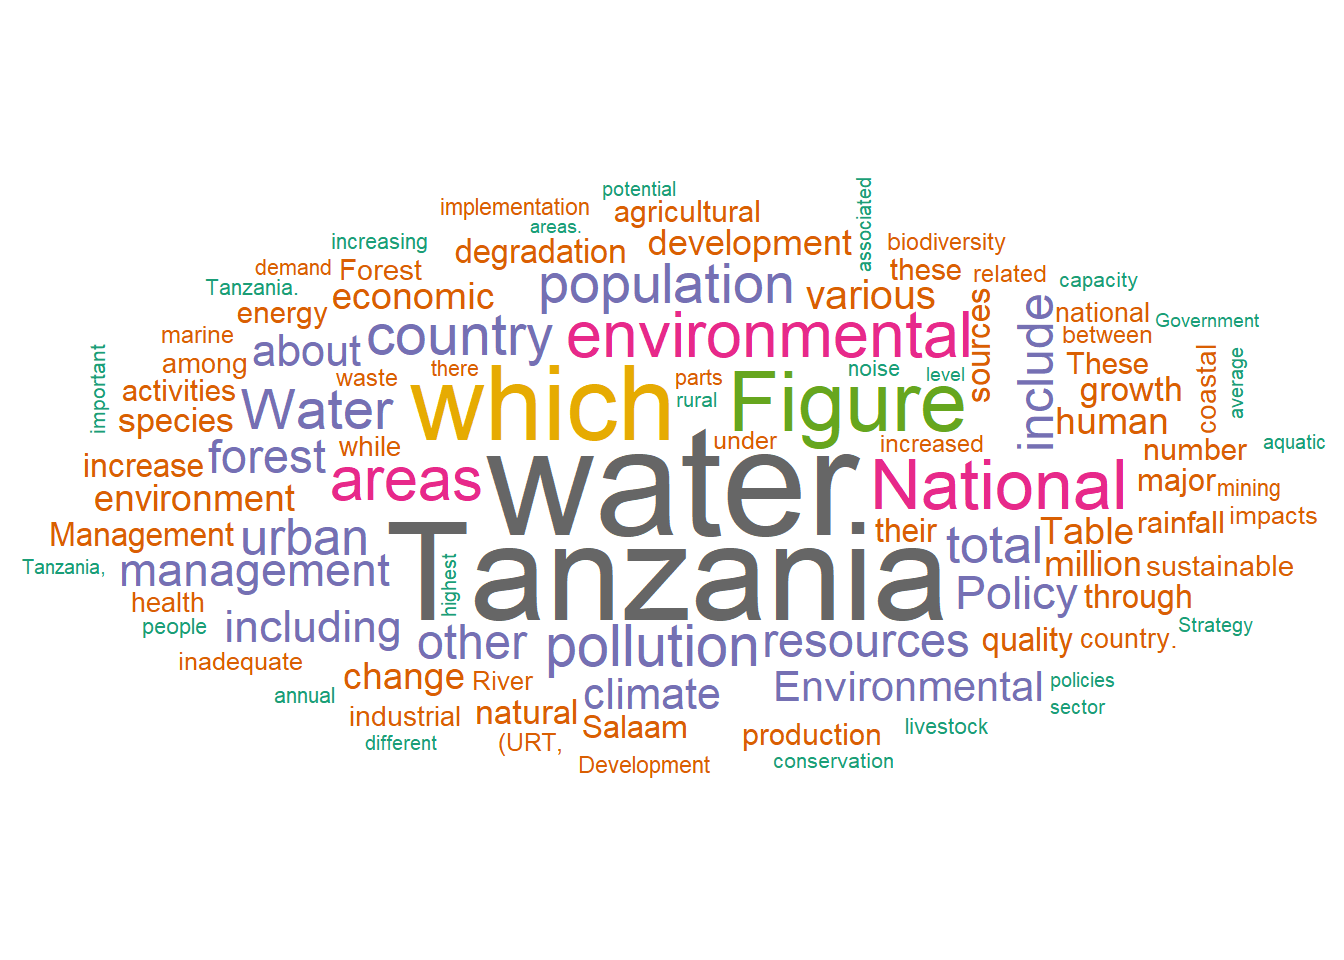 potential
implementation
agricultural
associated
areas.
increasing
degradation
development
biodiversity
demand
Forest
population
these
related
capacity
Tanzania.
economic
various
sources
energy
national
Government
marine
country
environmental
include
between
important
among
about
waste
there
parts
noise
level
These
coastal
average
activities
Water
which
rural
Figure
growth
species
while
under
increased
human
aquatic
increase
forest
areas
water
National
number
major
mining
environment
Management
urban
their
total
Table
rainfall
impacts
Tanzania,
management
highest
Tanzania
million
sustainable
health
Policy
through
people
including
other
pollution
resources
quality
country.
Strategy
inadequate
change
River
climate
Environmental
policies
annual
industrial
natural
Salaam
sector
different
(URT,
production
livestock
Development
conservation